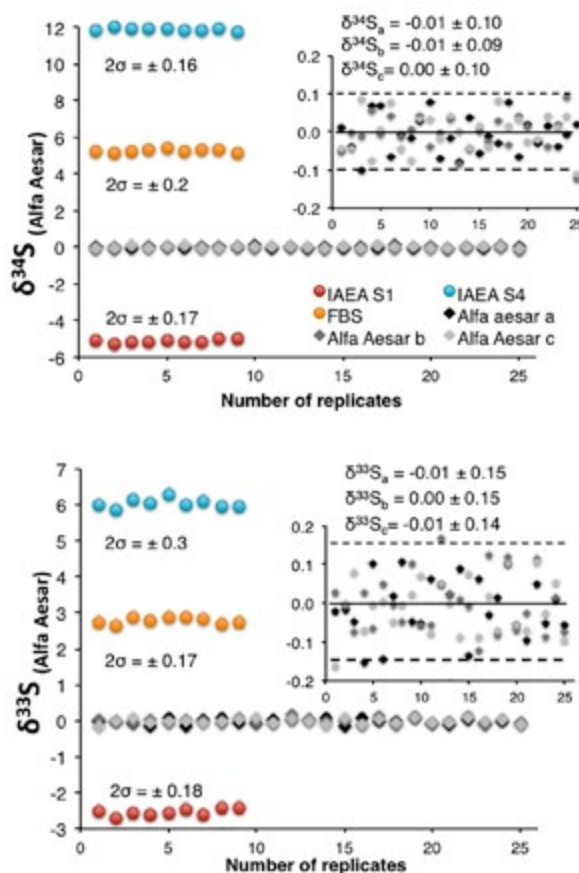 δ³⁴Sₐ = -0.01 ± 0.10
δ³⁴S_b = -0.01 ± 0.09
δ³⁴S_c= 0.00 ± 0.10
12
10
8
6
4
2
0
-2
-4
-6
δ³⁴S (Alfa Aesar)
2σ = ± 0.16
2σ = ± 0.2
2σ = ± 0.17
0.2
0.1
0.0
-0.1
-0.2
0 5 10 15 20 25
IAEA S1 IAEA S4
FBS Alfa aesar a
Alfa Aesar b Alfa Aesar c
0 5 10 15 20 25
Number of replicates
δ³³Sₐ = -0.01 ± 0.15
δ³³S_b = 0.00 ± 0.15
δ³³S_c= -0.01 ± 0.14
7
6
5
4
3
2
1
0
-1
-2
-3
δ³³S (Alfa Aesar)
2σ = ± 0.3
2σ = ± 0.17
2σ = ± 0.18
0.2
0.1
0.0
-0.1
-0.2
0 5 10 15 20 25
0 5 10 15 20 25
Number of replicates